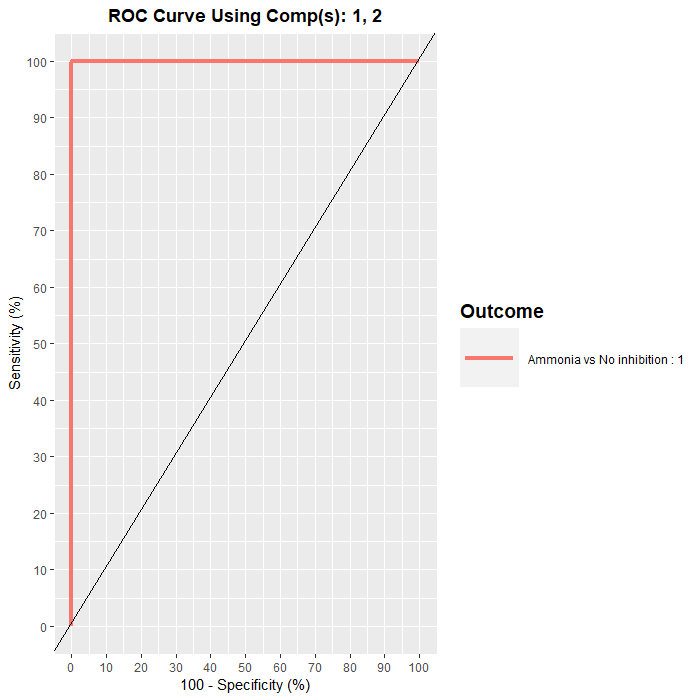 ROC Curve Using Comp(s): 1, 2
100
90
80
70
60
50
40
30
20
10
0
Sensitivity (%)
0 10 20 30 40 50 60 70 80 90 100
100 - Specificity (%)
Outcome
Ammonia vs No inhibition : 1